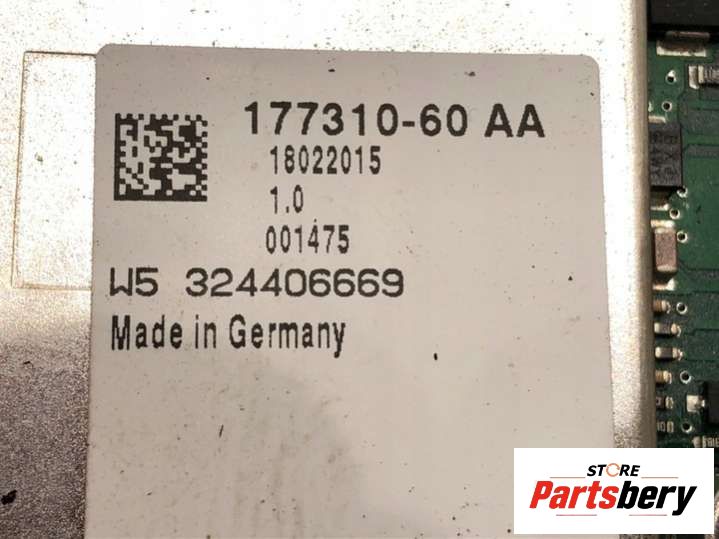 177310-60 AA
18022015
1.0
001475
W5 324406669
Made in Germany
STORE
Partsbery